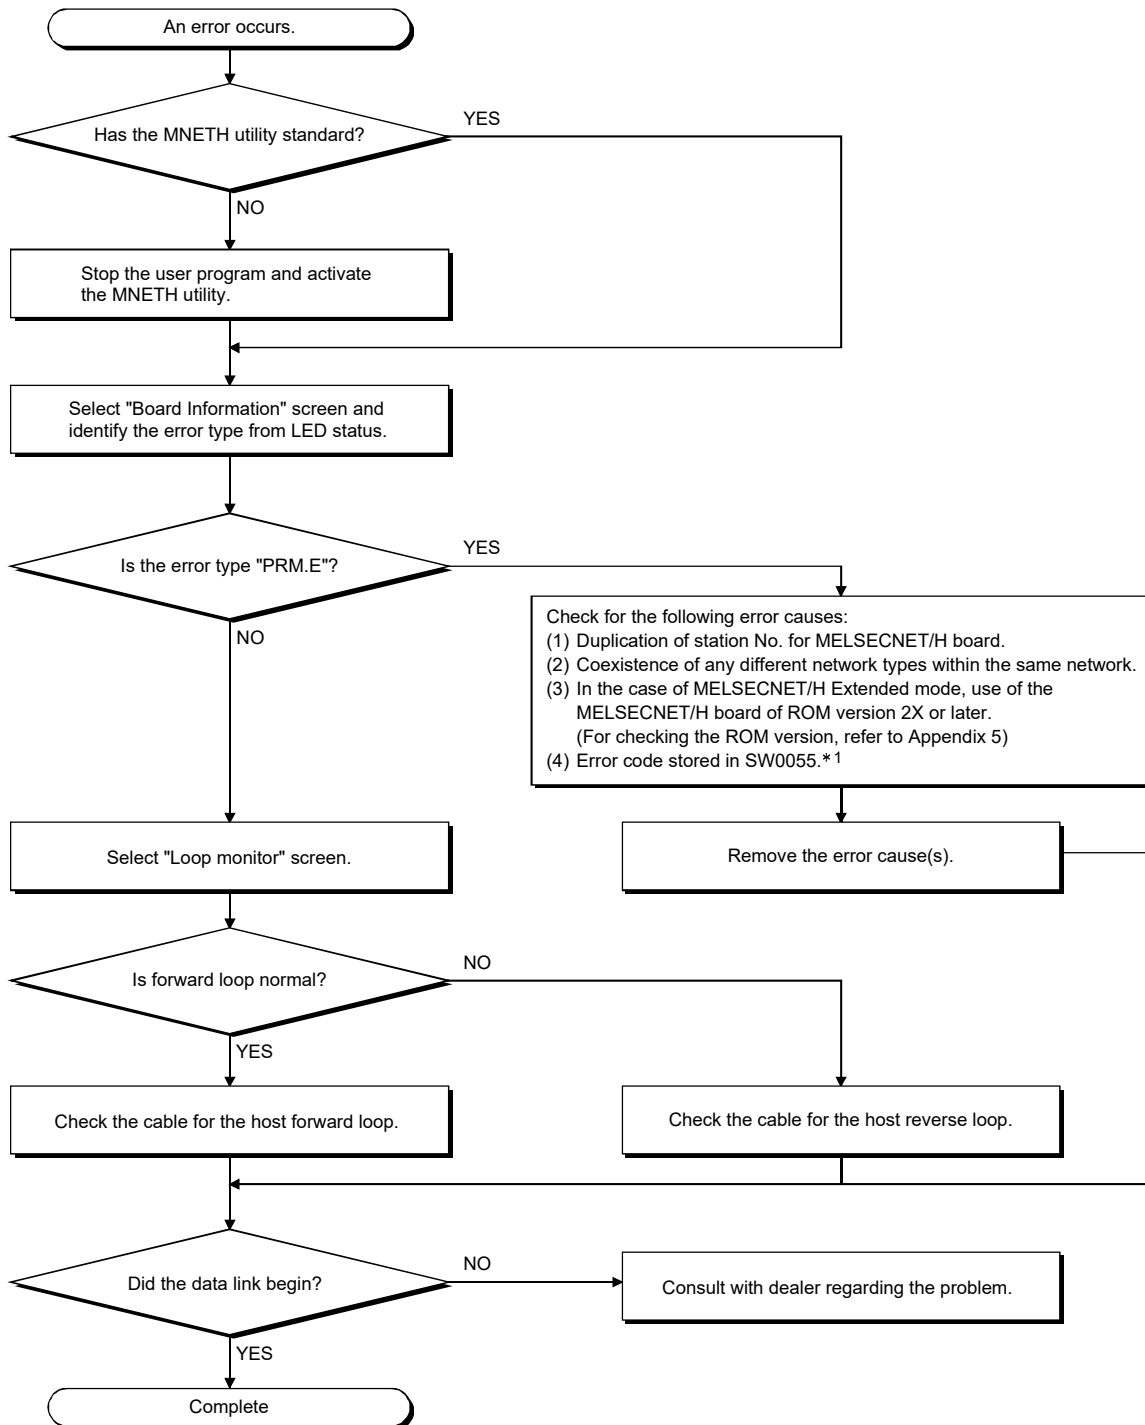 An error occurs.
Has the MNETH utility standard?
YES
NO
Stop the user program and activate
the MNETH utility.
Select "Board Information" screen and
identify the error type from LED status.
Is the error type "PRM.E"?
YES
NO
Check for the following error causes:
(1) Duplication of station No. for MELSECNET/H board.
(2) Coexistence of any different network types within the same network.
(3) In the case of MELSECNET/H Extended mode, use of the
MELSECNET/H board of ROM version 2X or later.
(For checking the ROM version, refer to Appendix 5)
(4) Error code stored in SW0055.*1
Select "Loop monitor" screen.
Remove the error cause(s).
Is forward loop normal?
NO
YES
Check the cable for the host forward loop.
Check the cable for the host reverse loop.
Did the data link begin?
NO
Consult with dealer regarding the problem.
YES
Complete